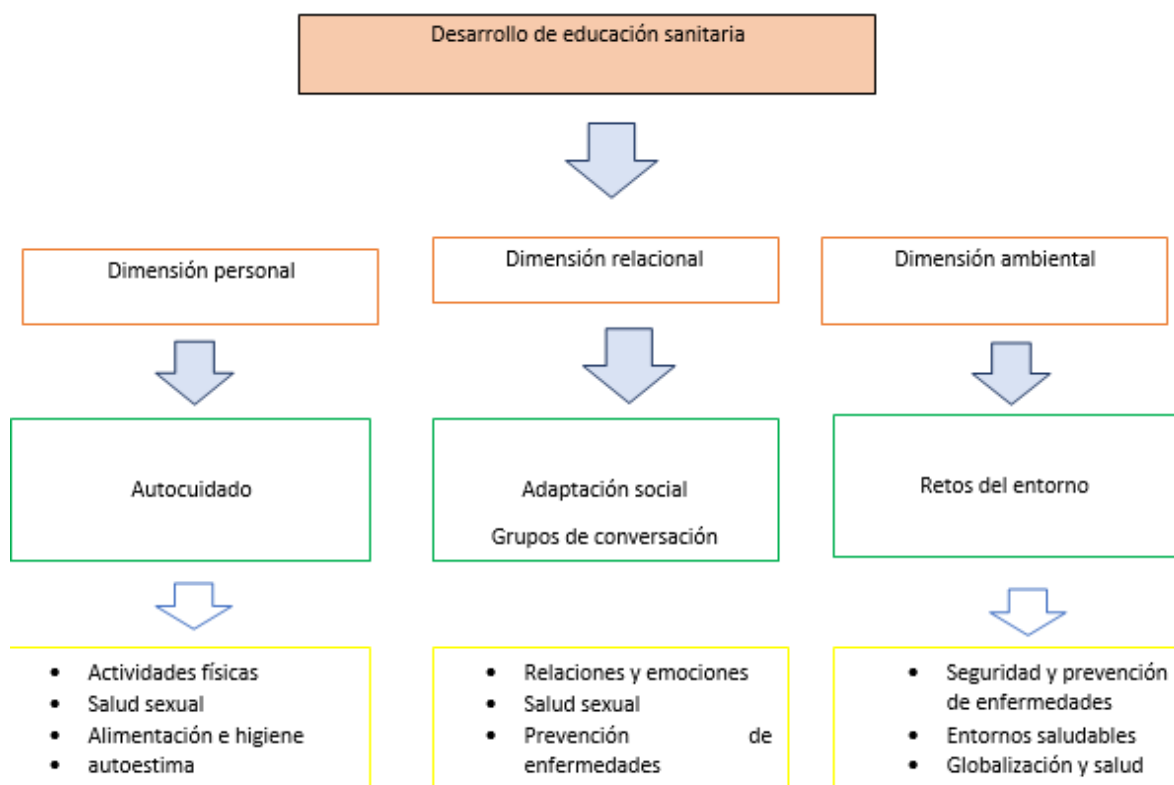 Desarrollo de educación sanitaria
Dimensión personal
Dimensión relacional
Dimensión ambiental
Autocuidado
Adaptación social
Grupos de conversación
Retos del entorno
• Actividades físicas
• Salud sexual
• Alimentación e higiene
• autoestima
• Relaciones y emociones
• Salud sexual
• Prevención de
enfermedades
• Seguridad y prevención
de enfermedades
• Entornos saludables
• Globalización y salud